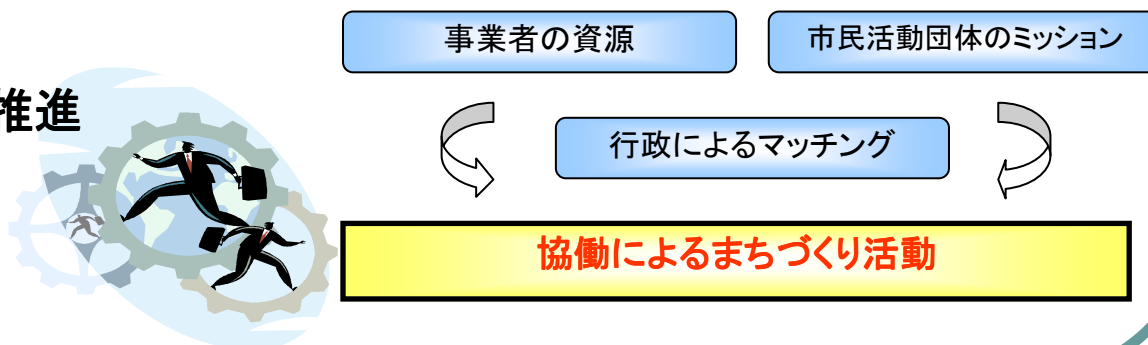 事業者の資源
市民活動団体のミッション
推進
行政によるマッチング
協働によるまちづくり活動